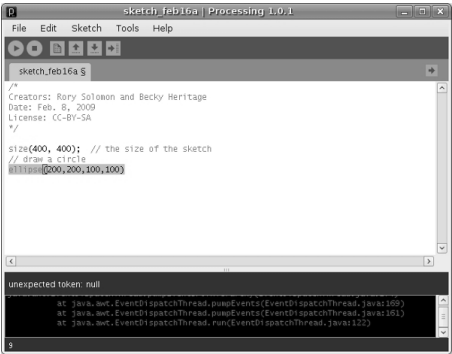 sketch_feb16a | Processing 1.0.1
File Edit Sketch Tools Help
sketch_feb16a §
/*
Creators: Rory Solomon and Becky Heritage
Date: Feb. 8, 2009
License: CC-BY-SA
*/
size(400, 400);  // the size of the sketch
// draw a circle
ellipse(200,200,100,100)
unexpected token: null
at java.awt.EventDispatchThread.pumpEvents(EventDispatchThread.java:169)
at java.awt.EventDispatchThread.pumpEvents(EventDispatchThread.java:161)
at java.awt.EventDispatchThread.run(EventDispatchThread.java:122)
9